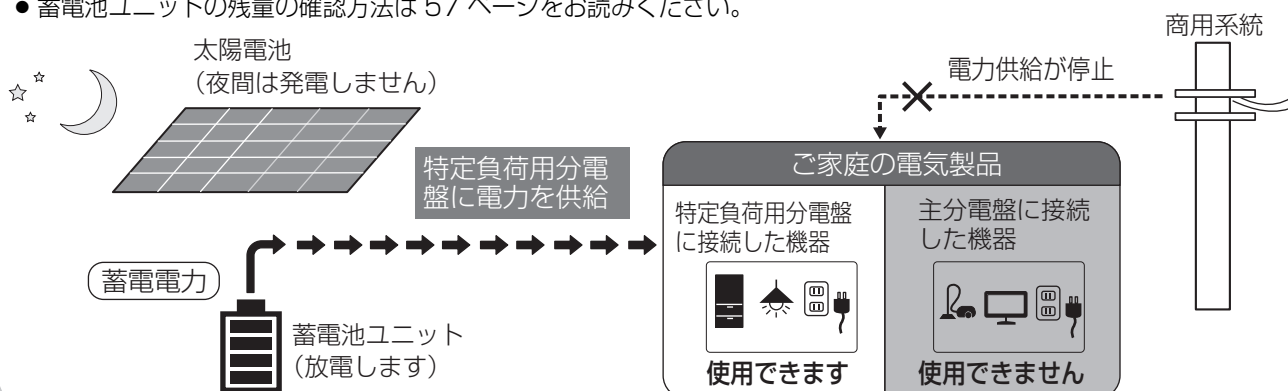 ● 蓄電池ユニットの残量の確認方法は 57 ページをお読みください。
商用系統
太陽電池
（夜間は発電しません）
電力供給が停止
特定負荷用分電
盤に電力を供給
ご家庭の電気製品
特定負荷用分電盤
に接続した機器
主分電盤に接続
した機器
蓄電電力
蓄電池ユニット
（放電します）
使用できます
使用できません